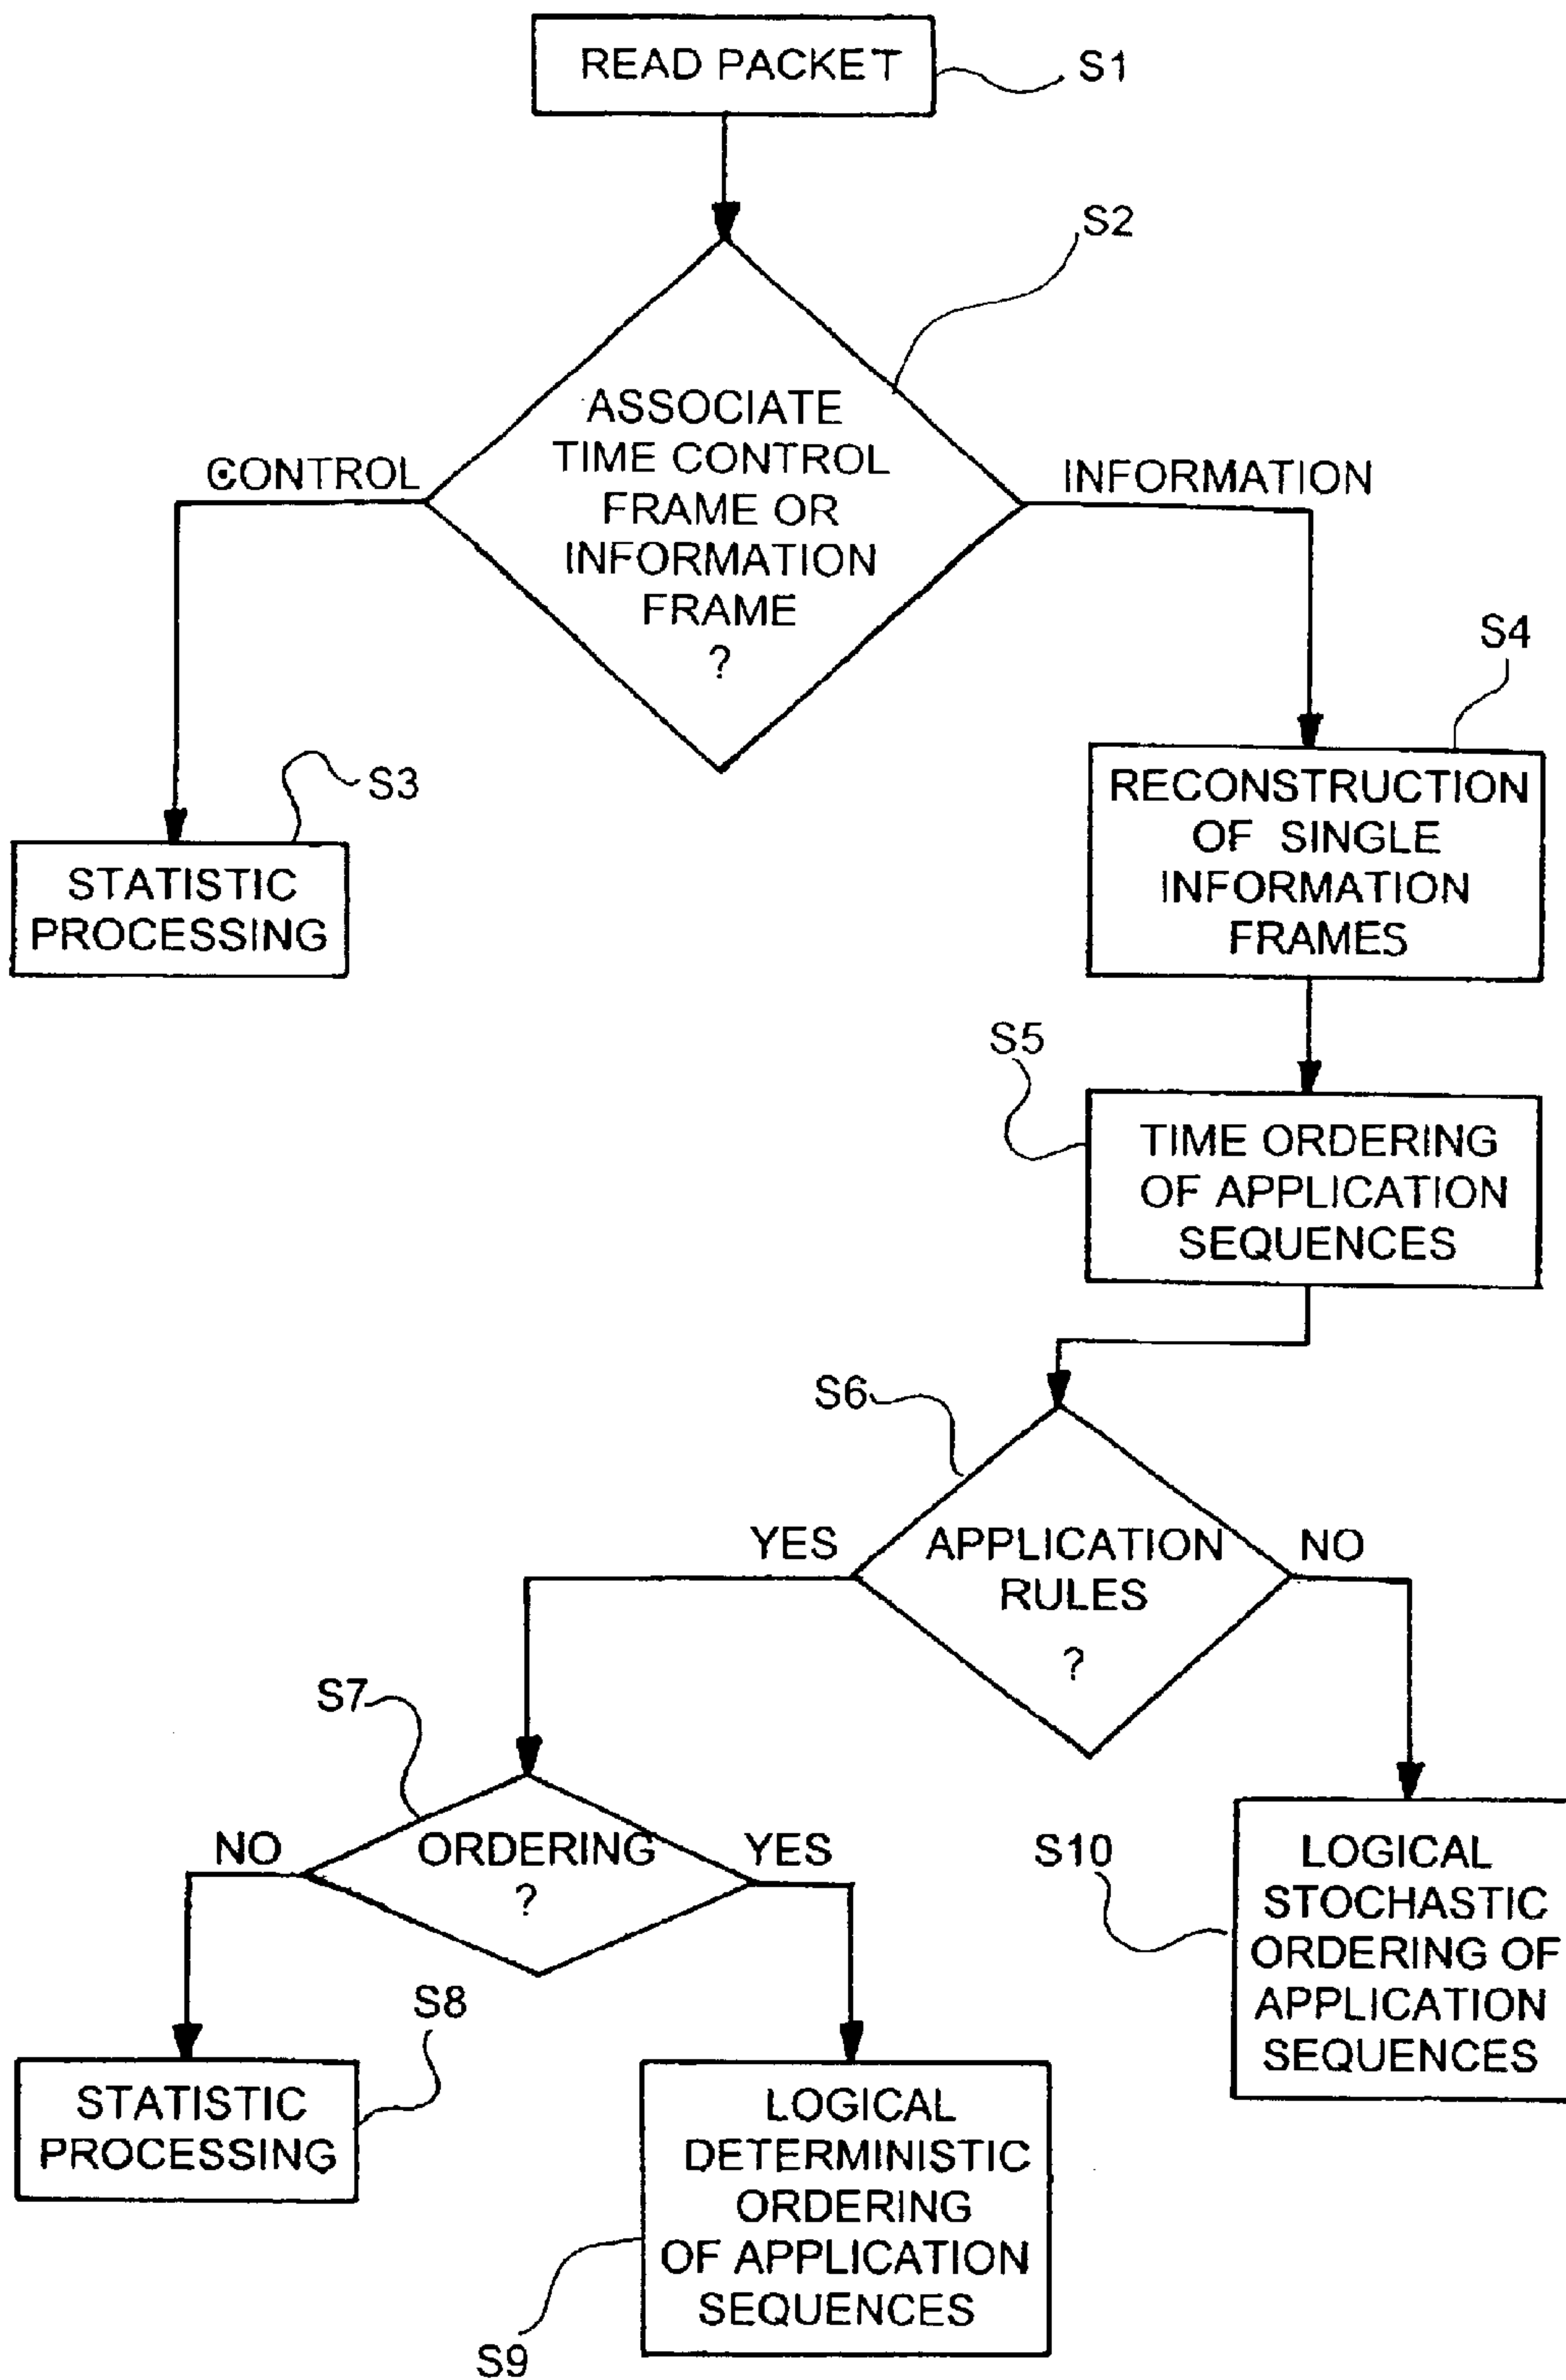 READ PACKET
S1
S2
ASSOCIATE
TIME CONTROL
FRAME OR
INFORMATION
FRAME
?
CONTROL
INFORMATION
S3
STATISTIC
PROCESSING
S4
RECONSTRUCTION
OF SINGLE
INFORMATION
FRAMES
S5
TIME ORDERING
OF APPLICATION
SEQUENCES
S6
YES
APPLICATION
RULES
?
NO
S7
NO
ORDERING
?
YES
S10
LOGICAL
STOCHASTIC
ORDERING OF
APPLICATION
SEQUENCES
S8
STATISTIC
PROCESSING
LOGICAL
DETERMINISTIC
ORDERING
OF APPLICATION
SEQUENCES
S9